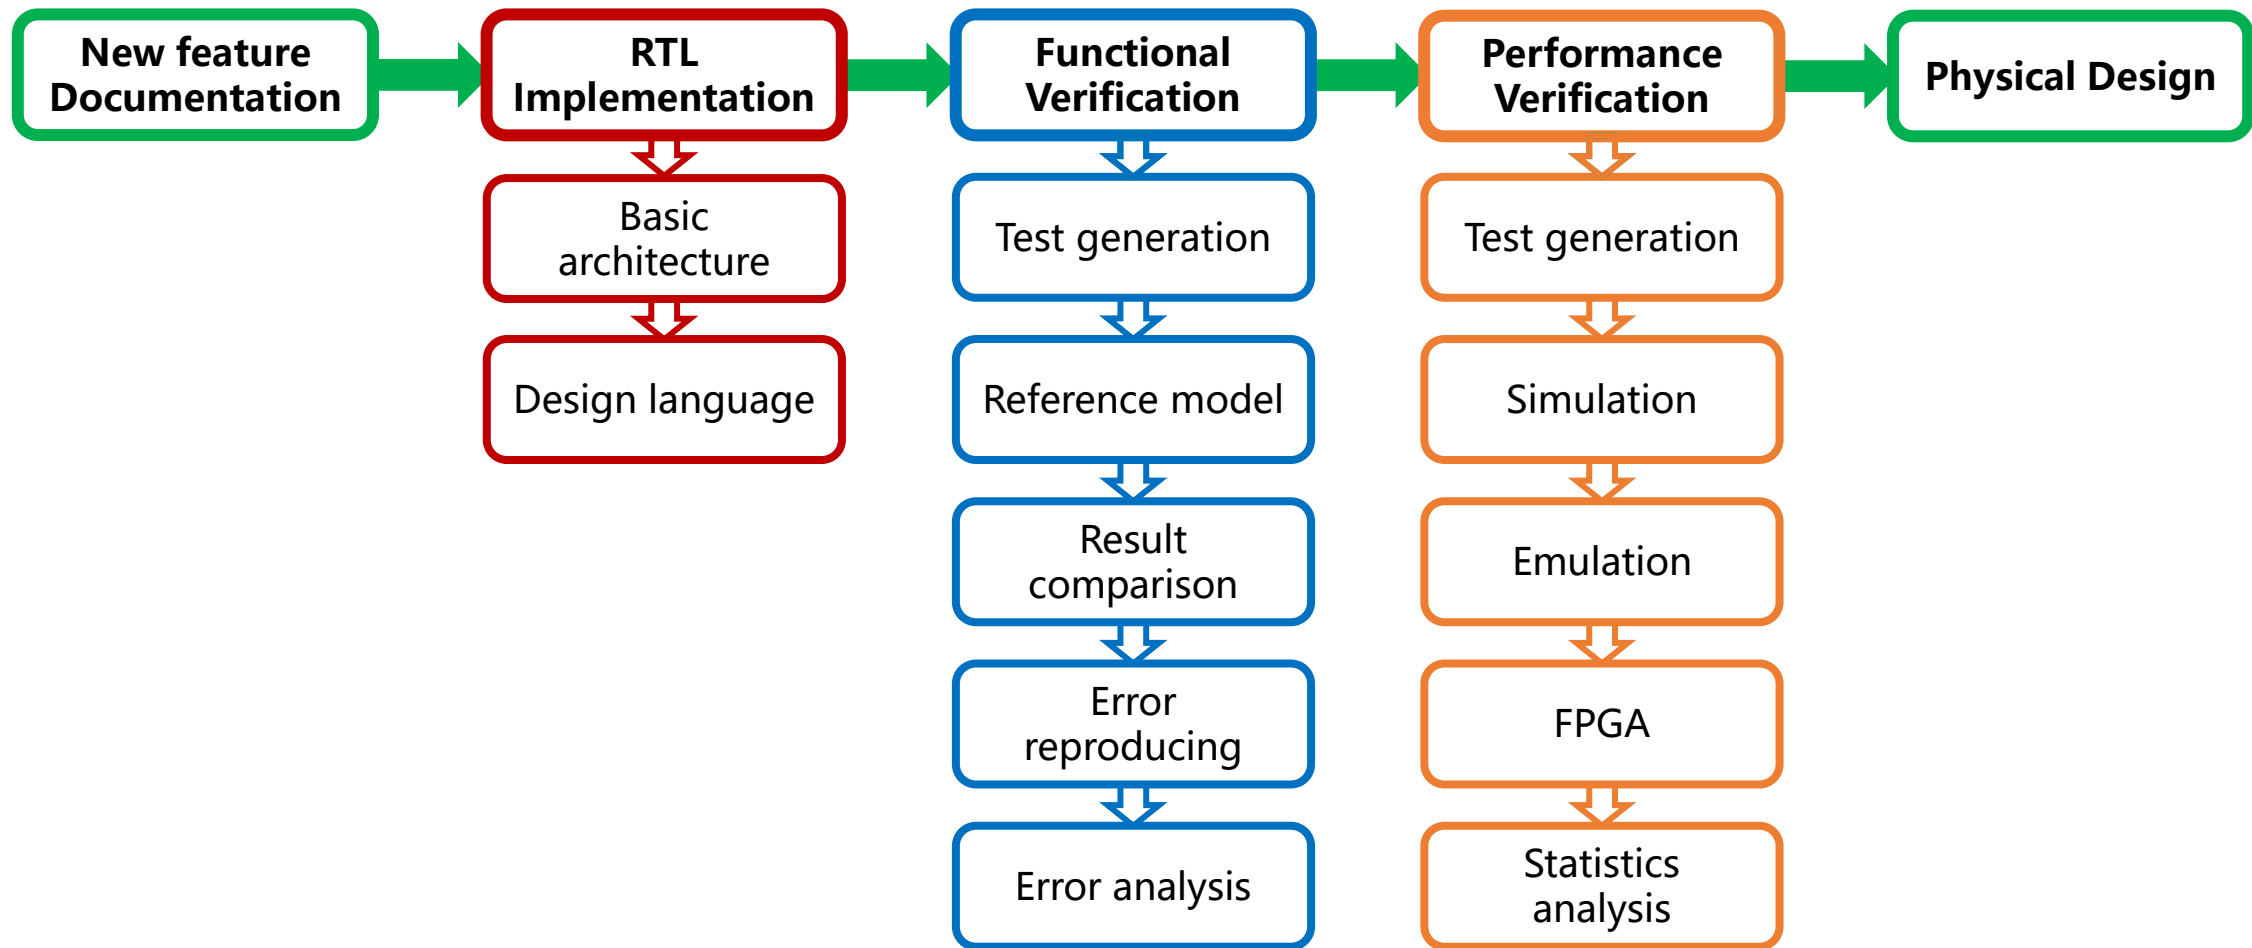 New feature
Documentation
RTL
Implementation
Functional
Verification
Performance
Verification
Physical Design
Basic
architecture
Design language
Test generation
Reference model
Result
comparison
Error
reproducing
Error analysis
Test generation
Simulation
Emulation
FPGA
Statistics
analysis